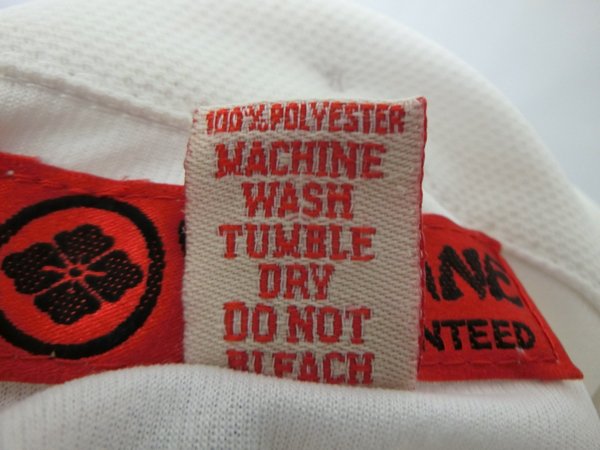 100% POLYESTER
MACHINE
WASH
TUMBLE
DRY
DO NOT
BLEACH